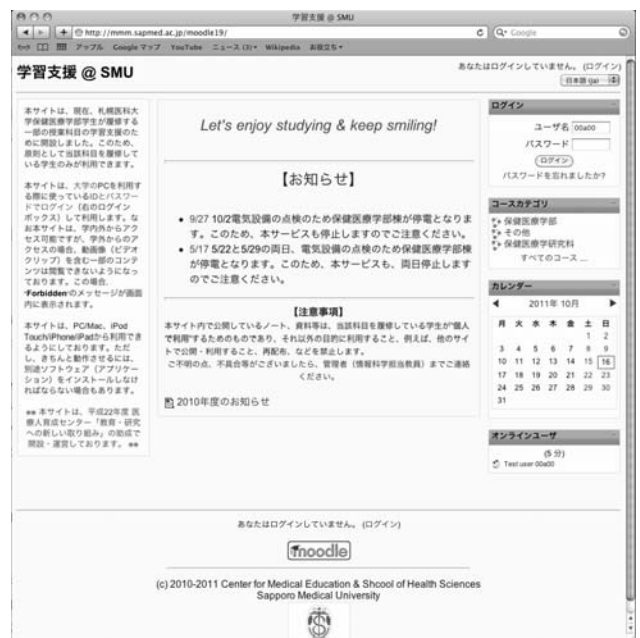 学習支援 @ SMU
http://mmm.sapmed.ac.jp/moodle19/
Google
アップル Google マップ YouTube ニュース (3) Wikipedia お役立ち
学習支援 @ SMU
あなたはログインしていません。 (ログイン)
日本語 (ja)
本サイトは、現在、札幌医科大
学保健医療学部学生が履修する
一部の授業科目の学習支援のた
めに開設しました。このため、
原則として当該科目を履修して
いる学生のみが利用できます。
本サイトは、大学のPCを利用す
る際に使っているIDとパスワー
ドでログイン（右のログイン
ボックス）して利用します。な
お本サイトは、学内外からアク
セス可能ですが、学外からのア
クセスの場合、動画像（ビデオ
クリップ）を含む一部のコンテ
ンツは閲覧できないようになっ
ております。この場合、
"Forbidden"のメッセージが画面
内に表示されます。
本サイトは、PC/Mac、iPod
Touch/iPhone/iPadから利用でき
るようにしております。ただ
し、きちんと動作させるには、
別途ソフトウェア（アプリケー
ション）をインストールしなけ
ればならない場合もあります。
** 本サイトは、平成22年度 医
療人育成センター「教育・研究
への新しい取り組み」の助成で
開設・運営しております。 **
Let's enjoy studying & keep smiling!
【お知らせ】
• 9/27 10/2電気設備の点検のため保健医療学部棟が停電となりま
す。このため、本サービスも停止しますのでご注意ください。
• 5/17 5/22と5/29の両日、電気設備の点検のため保健医療学部棟
が停電となります。このため、本サービスも、両日停止します
のでご注意ください。
【注意事項】
本サイト内で公開しているノート、資料等は、当該科目を履修している学生が"個人
で利用"するためのものであり、それ以外の目的に利用すること、例えば、他のサイ
トで公開・利用すること、再配布、などを禁止します。
ご不明の点、不具合等がございましたら、管理者（情報科学担当教員）までご連絡
ください。
2010年度のお知らせ
ログイン
ユーザ名 00a00
パスワード
ログイン
パスワードを忘れましたか?
コースカテゴリ
保健医療学部
その他
保健医療学研究科
すべてのコース ...
カレンダー
◀ 2011年 10月 ▶
月 火 水 木 金 土 日
1 2
3 4 5 6 7 8 9
10 11 12 13 14 15 16
17 18 19 20 21 22 23
24 25 26 27 28 29 30
31
オンラインユーザ
(5 分)
Test user 00a00
あなたはログインしていません。 (ログイン)
moodle
(c) 2010-2011 Center for Medical Education & Shcool of Health Sciences
Sapporo Medical University